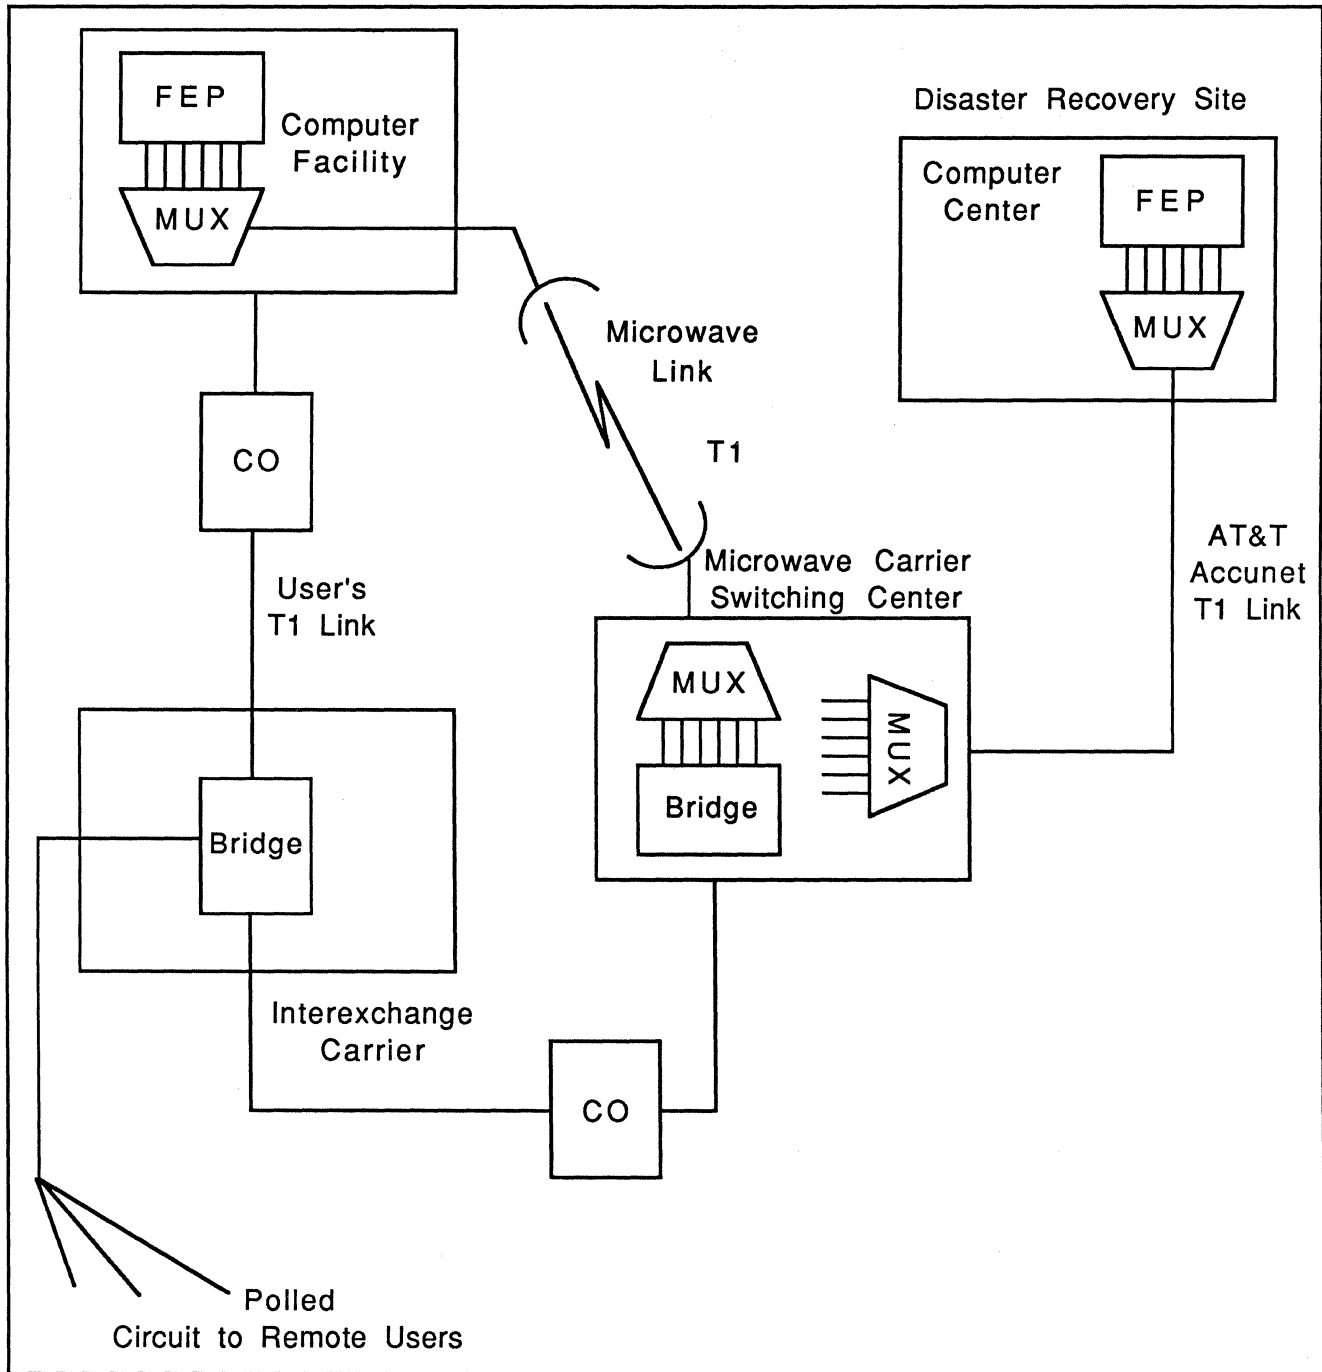 FEP
Computer
Facility
MUX
Disaster Recovery Site
Computer
Center
FEP
MUX
Microwave
Link
T1
CO
User's
T1 Link
AT&T
Accunet
T1 Link
Microwave Carrier
Switching Center
MUX
MUX
Bridge
Bridge
Interexchange
Carrier
CO
Polled
Circuit to Remote Users